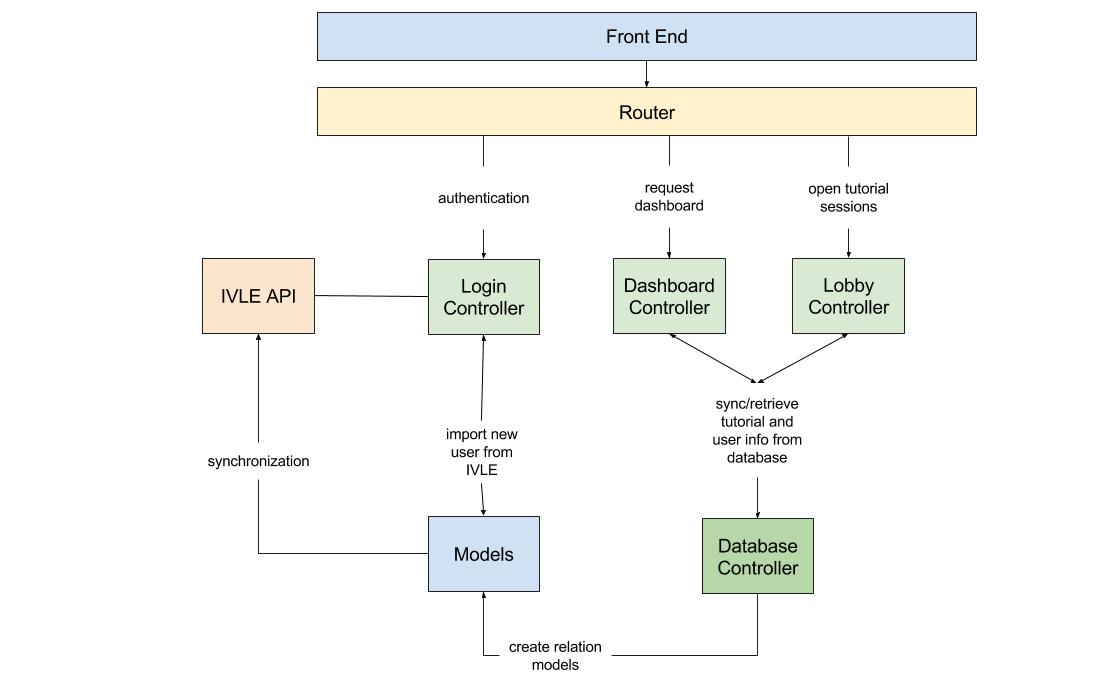 Front End
Router
authentication
request
dashboard
open tutorial
sessions
IVLE API
Login
Controller
Dashboard
Controller
Lobby
Controller
synchronization
import new
user from
IVLE
sync/retrieve
tutorial and
user info from
database
Models
Database
Controller
create relation
models